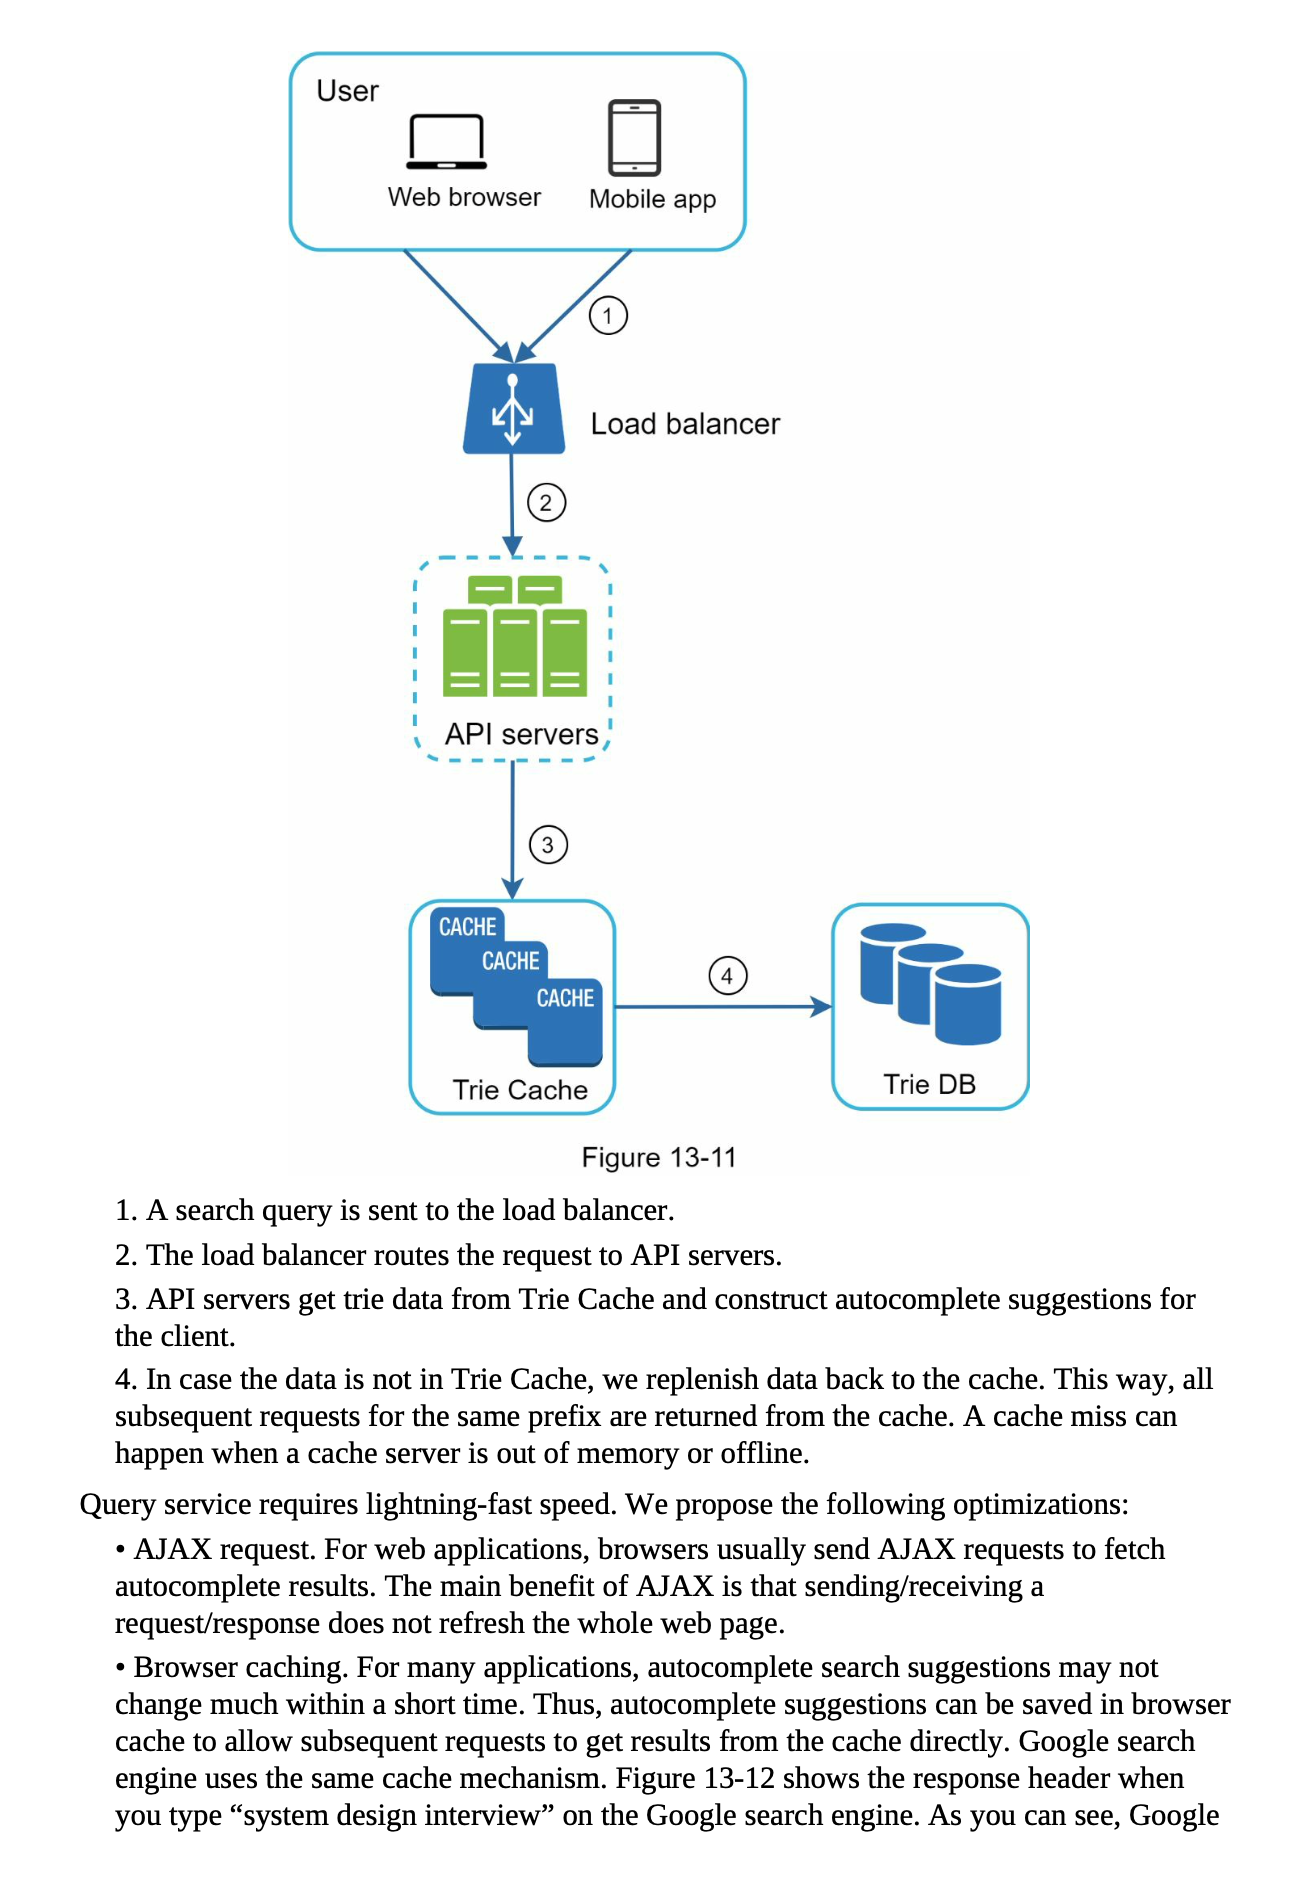 User
Web browser
Mobile app
1
Load balancer
2
API servers
3
CACHE
CACHE
CACHE
4
Trie Cache
Trie DB
Figure 13-11
1. A search query is sent to the load balancer.
2. The load balancer routes the request to API servers.
3. API servers get trie data from Trie Cache and construct autocomplete suggestions for
the client.
4. In case the data is not in Trie Cache, we replenish data back to the cache. This way, all
subsequent requests for the same prefix are returned from the cache. A cache miss can
happen when a cache server is out of memory or offline.
Query service requires lightning-fast speed. We propose the following optimizations:
• AJAX request. For web applications, browsers usually send AJAX requests to fetch
autocomplete results. The main benefit of AJAX is that sending/receiving a
request/response does not refresh the whole web page.
• Browser caching. For many applications, autocomplete search suggestions may not
change much within a short time. Thus, autocomplete suggestions can be saved in browser
cache to allow subsequent requests to get results from the cache directly. Google search
engine uses the same cache mechanism. Figure 13-12 shows the response header when
you type “system design interview” on the Google search engine. As you can see, Google